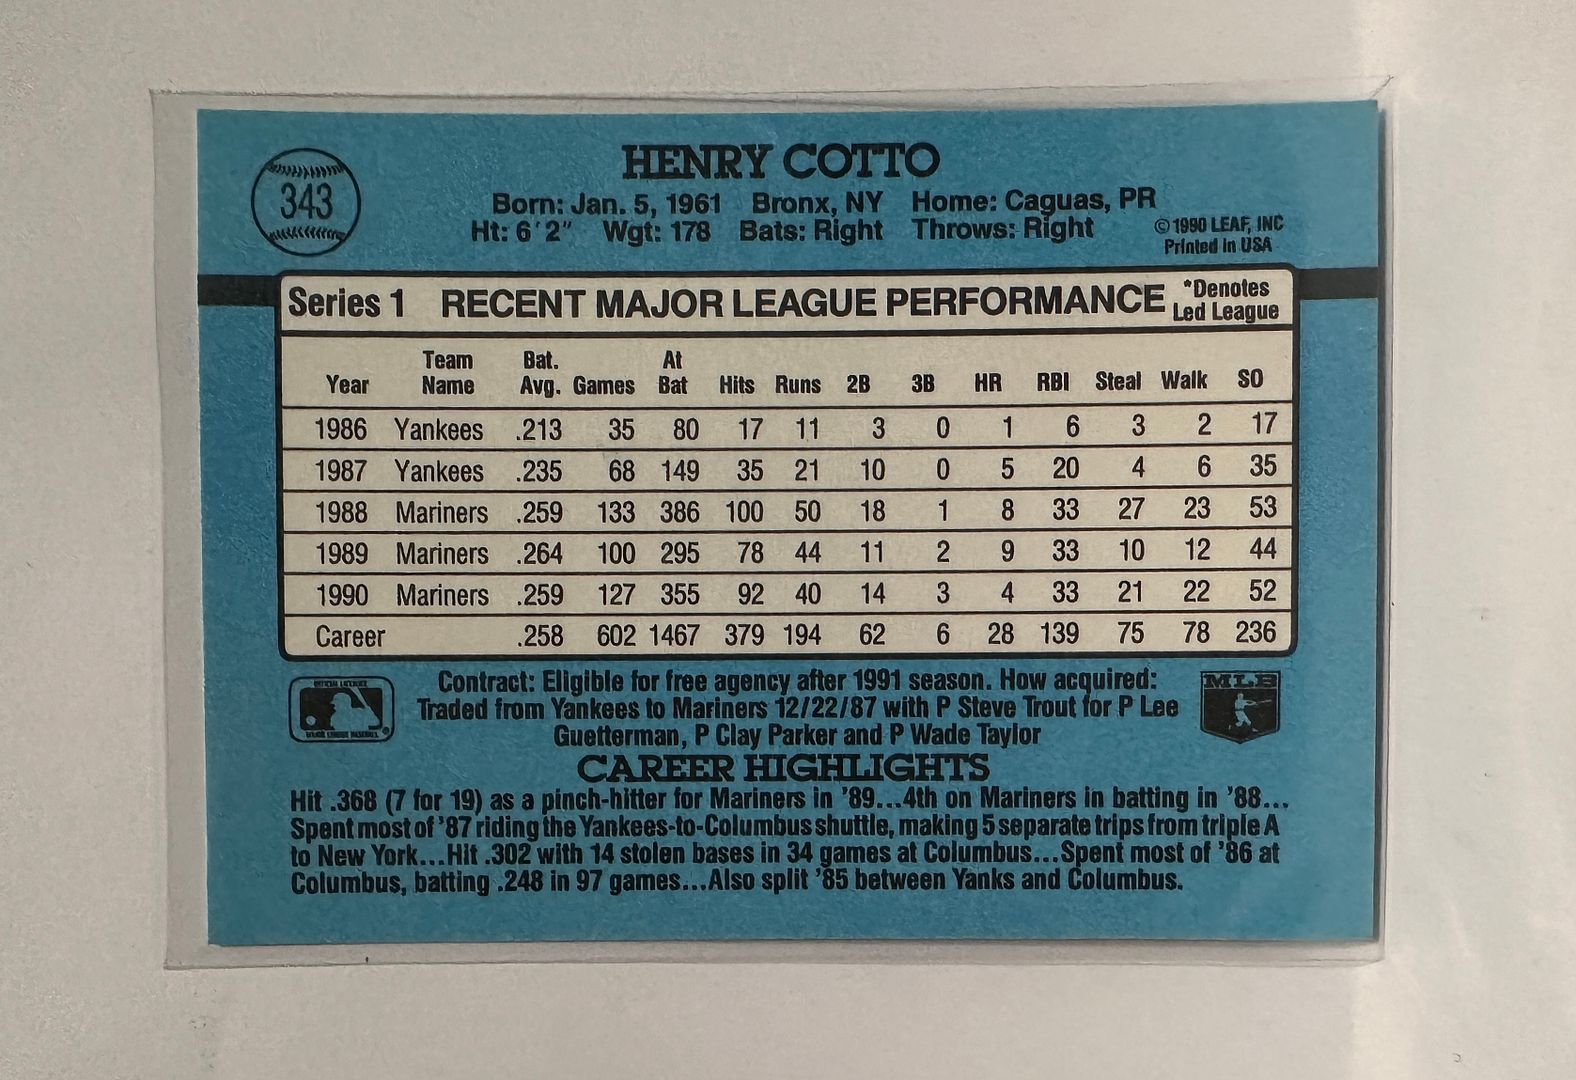 343
HENRY COTTO
Born: Jan. 5, 1961 Bronx, NY Home: Caguas, PR
Ht: 6'2" Wgt: 178 Bats: Right Throws: Right
©1990 LEAF, INC
Printed in USA
Series 1 RECENT MAJOR LEAGUE PERFORMANCE *Denotes Led League
Year Team Name Bat. Avg. Games At Bat Hits Runs 2B 3B HR RBI Steal Walk SO
1986 Yankees .213 35 80 17 11 3 0 1 6 3 2 17
1987 Yankees .235 68 149 35 21 10 0 5 20 4 6 35
1988 Mariners .259 133 386 100 50 18 1 8 33 27 23 53
1989 Mariners .264 100 295 78 44 11 2 9 33 10 12 44
1990 Mariners .259 127 355 92 40 14 3 4 33 21 22 52
Career .258 602 1467 379 194 62 6 28 139 75 78 236
Contract: Eligible for free agency after 1991 season. How acquired:
Traded from Yankees to Mariners 12/22/87 with P Steve Trout for P Lee
Guetterman, P Clay Parker and P Wade Taylor
MLB
CAREER HIGHLIGHTS
Hit .368 (7 for 19) as a pinch-hitter for Mariners in '89...4th on Mariners in batting in '88...
Spent most of '87 riding the Yankees-to-Columbus shuttle, making 5 separate trips from triple A
to New York...Hit .302 with 14 stolen bases in 34 games at Columbus...Spent most of '86 at
Columbus, batting .248 in 97 games...Also split '85 between Yanks and Columbus.